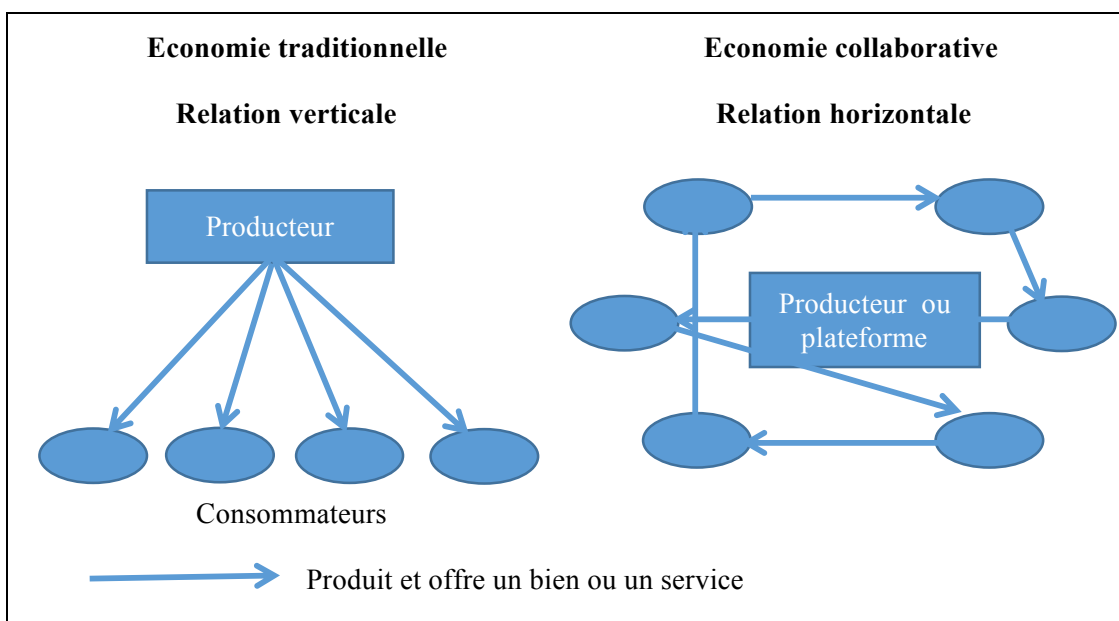 Economie traditionnelle
Relation verticale
Producteur
Consommateurs
Economie collaborative
Relation horizontale
Producteur ou
plateforme
Produit et offre un bien ou un service